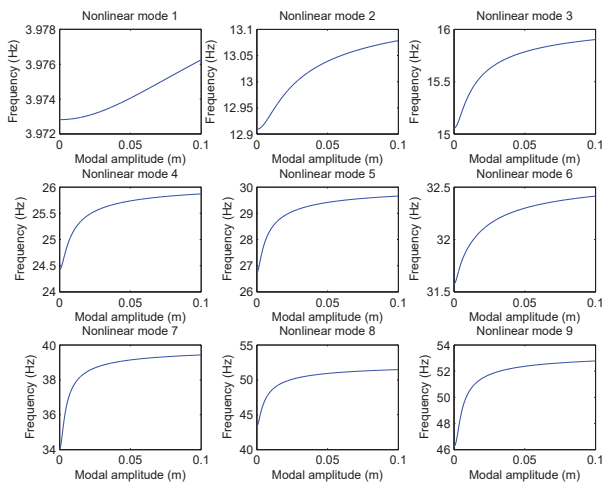 Nonlinear mode 1
Nonlinear mode 2
Nonlinear mode 3
Frequency (Hz)
3.978
3.976
3.974
3.972
0
0.05
0.1
Modal amplitude (m)
Frequency (Hz)
13.1
13.05
13
12.95
12.9
0
0.05
0.1
Modal amplitude (m)
Frequency (Hz)
16
15.5
15
0
0.05
0.1
Modal amplitude (m)
Nonlinear mode 4
Nonlinear mode 5
Nonlinear mode 6
Frequency (Hz)
26
25.5
25
24.5
24
0
0.05
0.1
Modal amplitude (m)
Frequency (Hz)
30
29
28
27
26
0
0.05
0.1
Modal amplitude (m)
Frequency (Hz)
32.5
32
31.5
0
0.05
0.1
Modal amplitude (m)
Nonlinear mode 7
Nonlinear mode 8
Nonlinear mode 9
Frequency (Hz)
40
38
36
34
0
0.05
0.1
Modal amplitude (m)
Frequency (Hz)
55
50
45
40
0
0.05
0.1
Modal amplitude (m)
Frequency (Hz)
54
52
50
48
46
0
0.05
0.1
Modal amplitude (m)